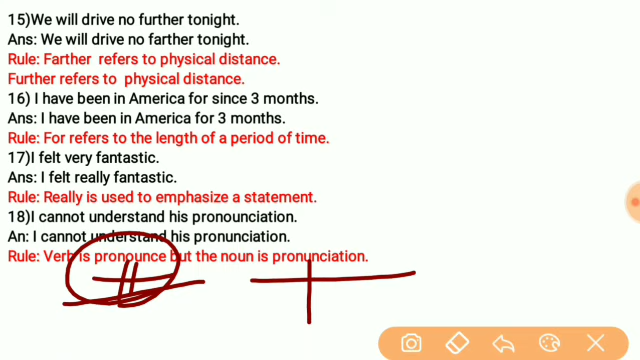 15)We will drive no further tonight.
Ans: We will drive no farther tonight.
Rule: Farther  refers to physical distance.
Further refers to  physical distance.
16) I have been in America for since 3 months.
Ans: I have been in America for 3 months.
Rule: For refers to the length of a period of time.
17)I felt very fantastic.
Ans: I felt really fantastic.
Rule: Really is used to emphasize a statement.
18)I cannot understand his pronounciation.
An: I cannot understand his pronunciation.
Rule: Verb is pronounce but the noun is pronunciation.